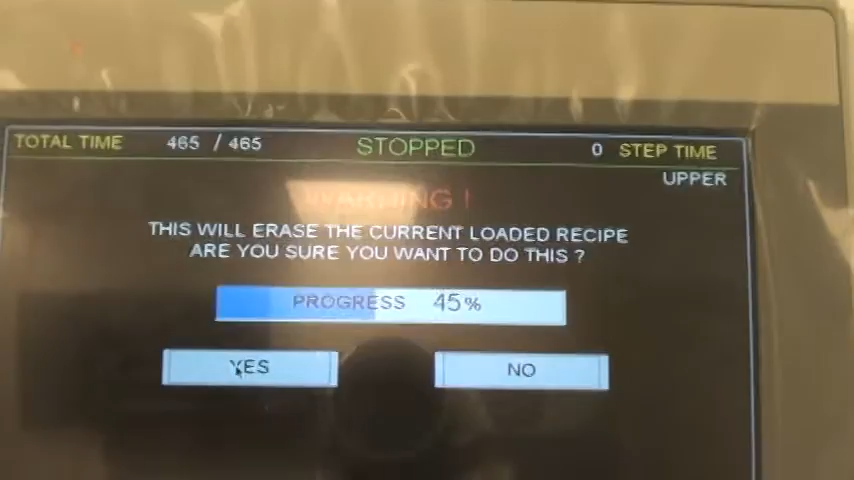 TOTAL TIME 465 / 465 STOPPED 0 STEP TIME
UPPER
WARNING !
THIS WILL ERASE THE CURRENT LOADED RECIPE
ARE YOU SURE YOU WANT TO DO THIS ?
PROGRESS 45%
YES NO